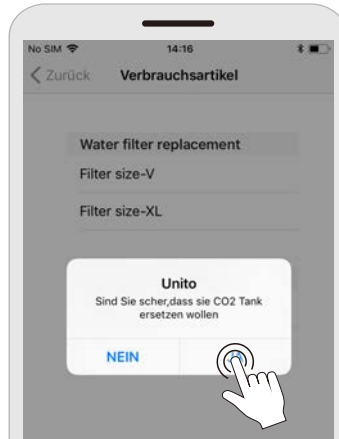 No SIM 14:16
Zurück Verbrauchsartikel
Water filter replacement
Filter size-V
Filter size-XL
Unito
Sind Sie scher,dass sie CO2 Tank
ersetzen wollen
NEIN